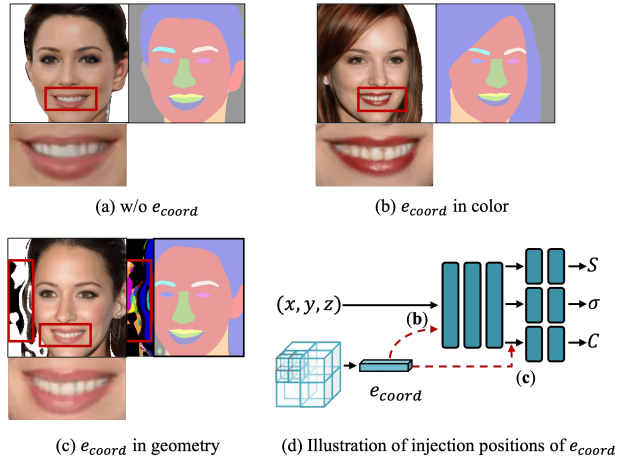 (a) w/o e_coord
(b) e_coord in color
(x, y, z)
(b)
S
σ
C
e_coord
(c)
(c) e_coord in geometry
(d) Illustration of injection positions of e_coord